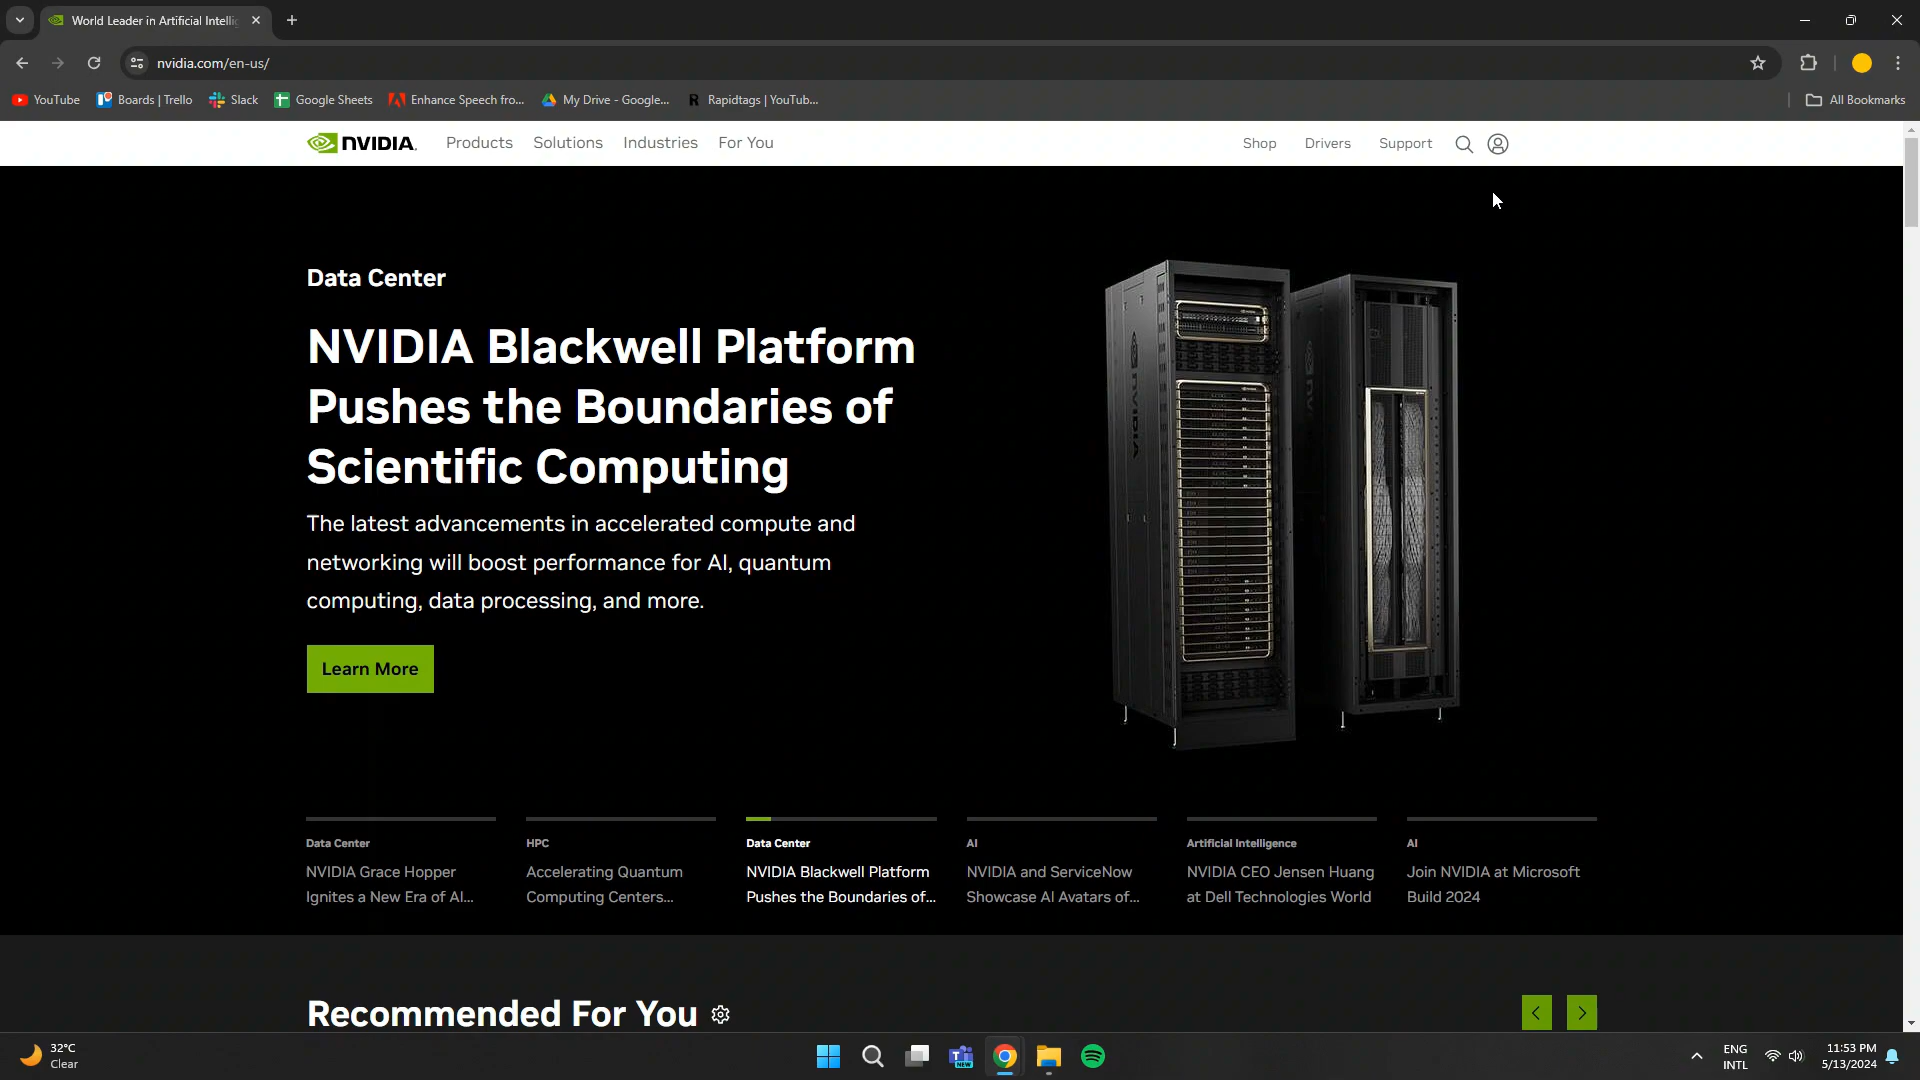 World Leader in Artificial Intellig
nvidia.com/en-us/
YouTube
Boards | Trello
Slack
Google Sheets
Enhance Speech fro...
My Drive - Google...
R Rapidtags | YouTub...
All Bookmarks
NVIDIA.
Products
Solutions
Industries
For You
Shop
Drivers
Support
Data Center
NVIDIA Blackwell Platform
Pushes the Boundaries of
Scientific Computing
The latest advancements in accelerated compute and
networking will boost performance for AI, quantum
computing, data processing, and more.
Learn More
NVIDIA
Data Center
NVIDIA Grace Hopper
Ignites a New Era of AI...
HPC
Accelerating Quantum
Computing Centers...
Data Center
NVIDIA Blackwell Platform
Pushes the Boundaries of...
AI
NVIDIA and ServiceNow
Showcase AI Avatars of...
Artificial Intelligence
NVIDIA CEO Jensen Huang
at Dell Technologies World
AI
Join NVIDIA at Microsoft
Build 2024
Recommended For You
32°C
Clear
NEW
ENG
INTL
11:53 PM
5/13/2024